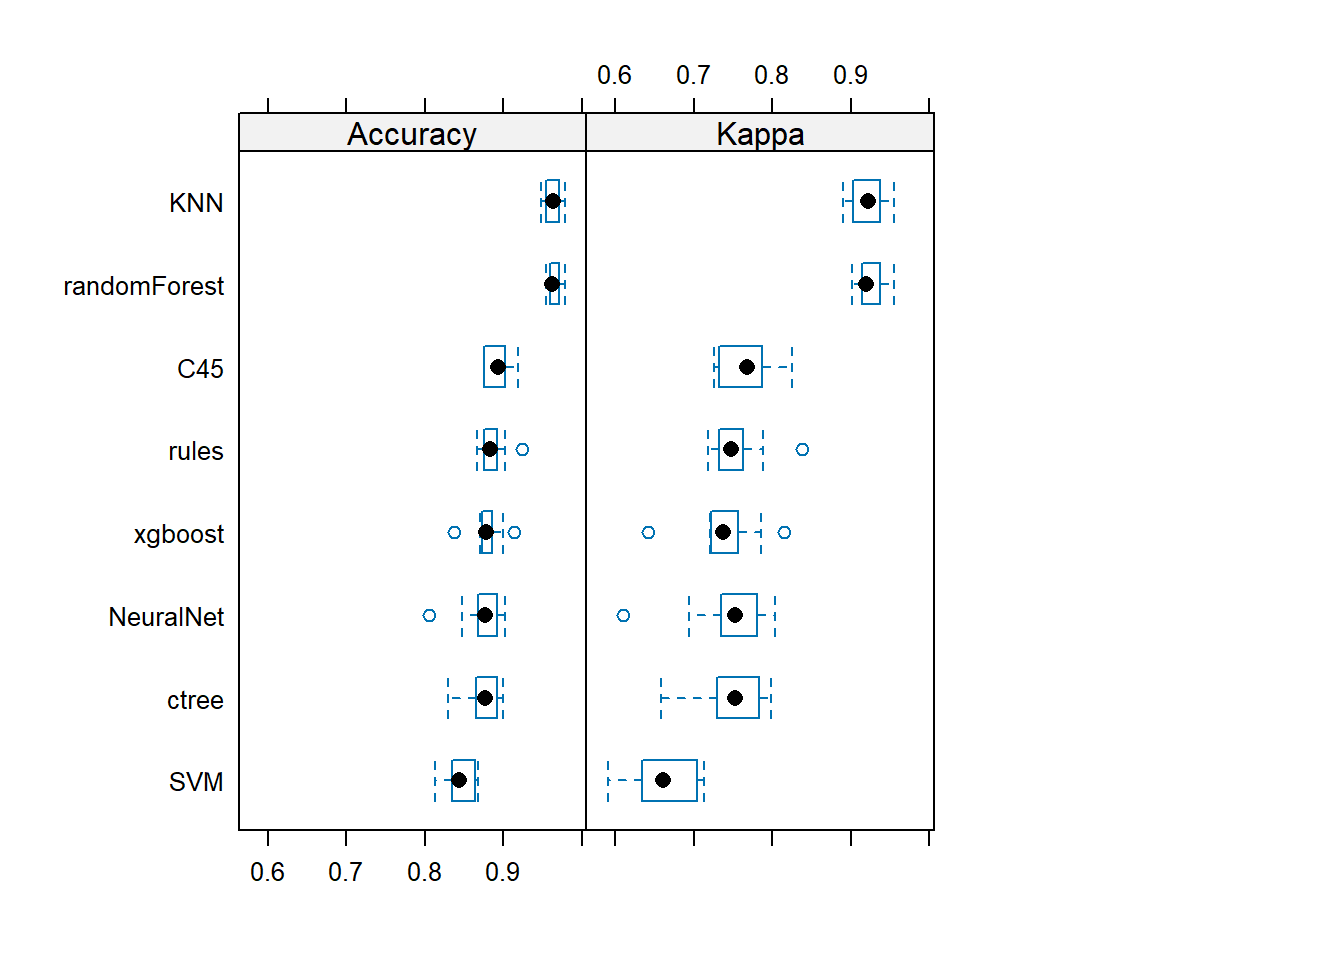 0.6 0.7 0.8 0.9
Accuracy Kappa
KNN
randomForest
C45
rules
xgboost
NeuralNet
ctree
SVM
0.6 0.7 0.8 0.9